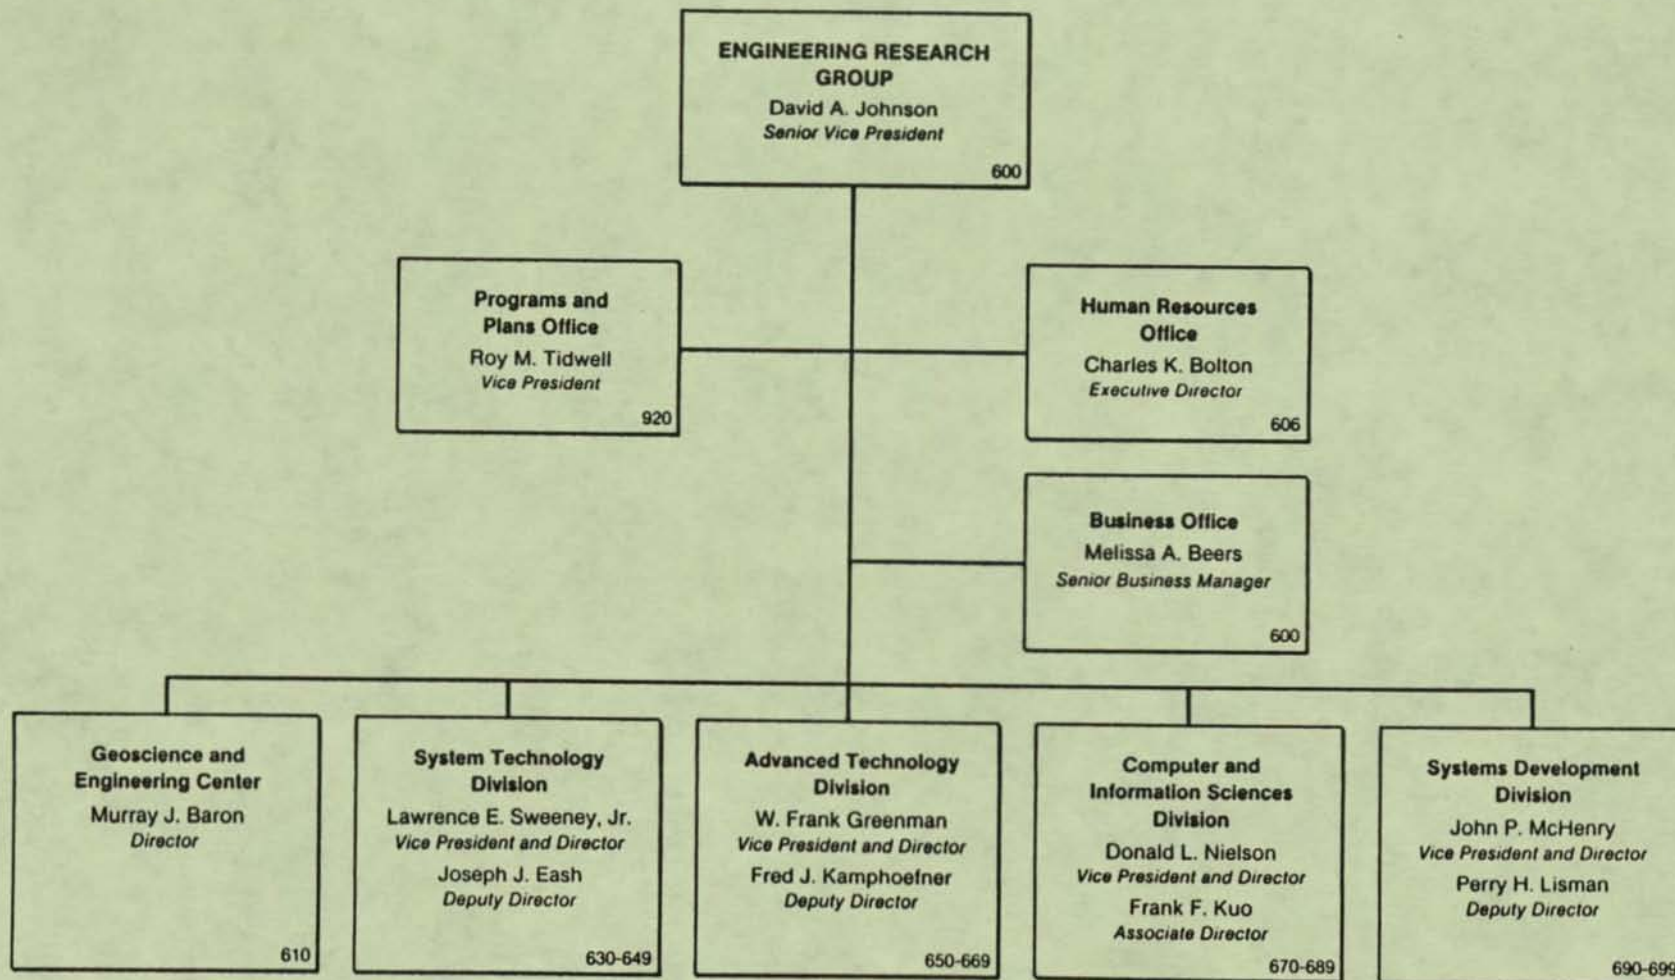 ENGINEERING RESEARCH
GROUP
David A. Johnson
Senior Vice President
600
Programs and
Plans Office
Roy M. Tidwell
Vice President
920
Human Resources
Office
Charles K. Bolton
Executive Director
606
Business Office
Melissa A. Beers
Senior Business Manager
600
Geoscience and
Engineering Center
Murray J. Baron
Director
610
System Technology
Division
Lawrence E. Sweeney, Jr.
Vice President and Director
Joseph J. Eash
Deputy Director
630-649
Advanced Technology
Division
W. Frank Greenman
Vice President and Director
Fred J. Kamphoefner
Deputy Director
650-669
Computer and
Information Sciences
Division
Donald L. Nielson
Vice President and Director
Frank F. Kuo
Associate Director
670-689
Systems Development
Division
John P. McHenry
Vice President and Director
Perry H. Lisman
Deputy Director
690-699